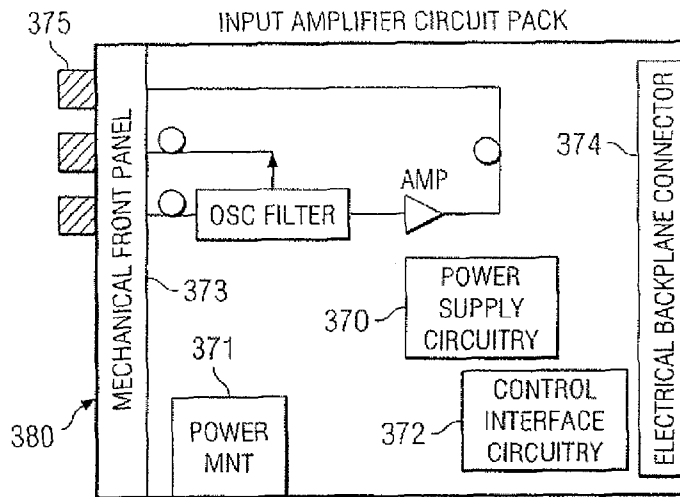 INPUT AMPLIFIER CIRCUIT PACK
375
MECHANICAL FRONT PANEL
OSC FILTER
AMP
374
ELECTRICAL BACKPLANE CONNECTOR
373
370
POWER
SUPPLY
CIRCUITRY
371
POWER
MNT
372
CONTROL
INTERFACE
CIRCUITRY
380